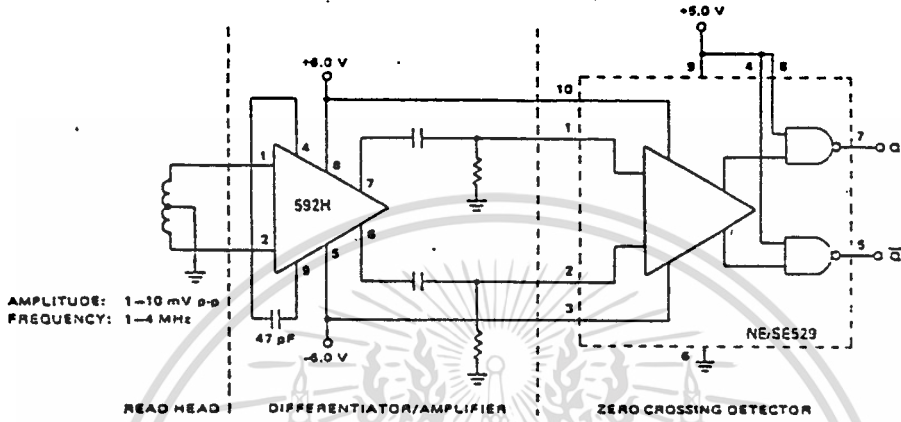 +5.0 V
9 4 8
+6.0 V
10
1
4
8
1
7
7 Q
592H
2
6
5
9
2
5 Q̅
3
AMPLITUDE: 1–10 mV p-p
FREQUENCY: 1–4 MHz
47 pF
-6.0 V
6
NE/SE529
READ HEAD
DIFFERENTIATOR/AMPLIFIER
ZERO CROSSING DETECTOR